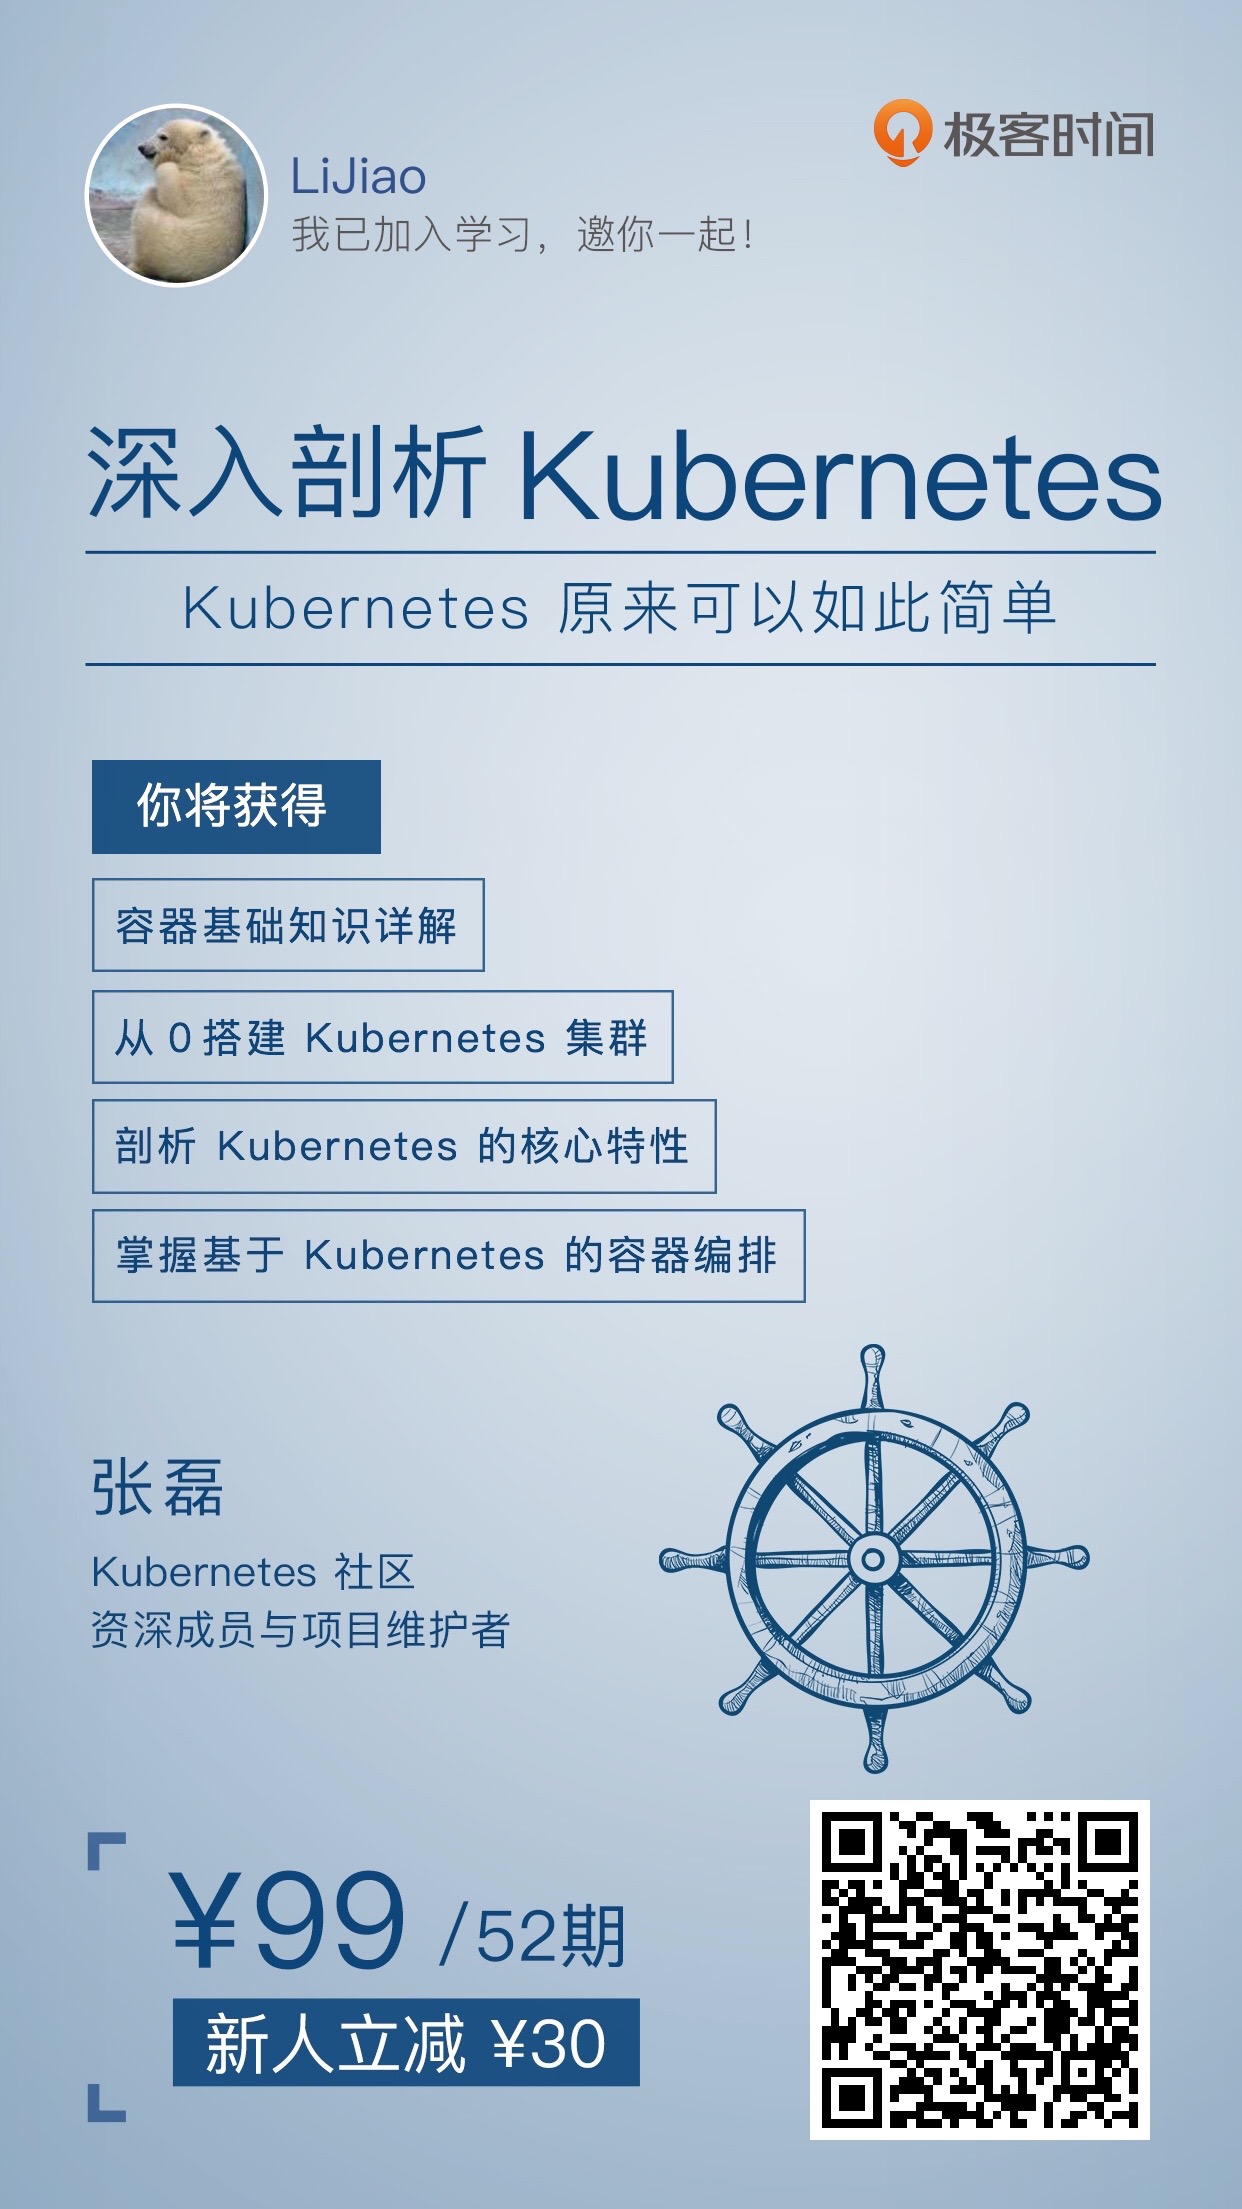 LiJiao
我已加入学习，邀你一起！
极客时间
深入剖析 Kubernetes
Kubernetes 原来可以如此简单
你将获得
容器基础知识详解
从 0 搭建 Kubernetes 集群
剖析 Kubernetes 的核心特性
掌握基于 Kubernetes 的容器编排
张磊
Kubernetes 社区
资深成员与项目维护者
¥99 /52期
新人立减 ¥30